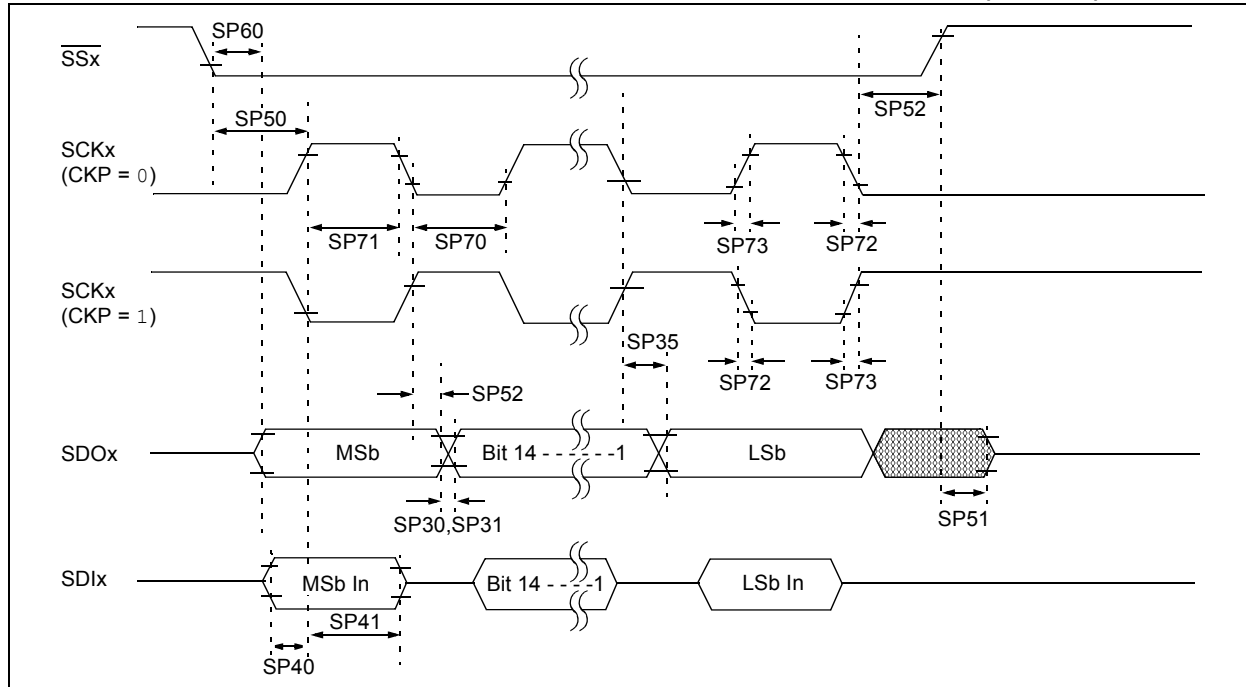 SP60
SSx
SP52
SP50
SCKx
(CKP = 0)
SP71
SP70
SP73
SP72
SCKx
(CKP = 1)
SP35
SP72
SP73
SP52
SDOx
MSb
Bit 14 - - - - - -1
LSb
SP30,SP31
SP51
SDIx
MSb In
Bit 14 - - - -1
LSb In
SP41
SP40